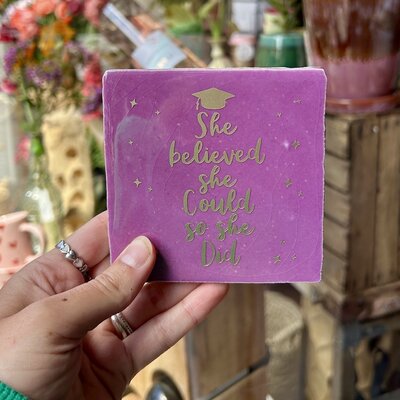 She
believed
she
Could
so she
Did